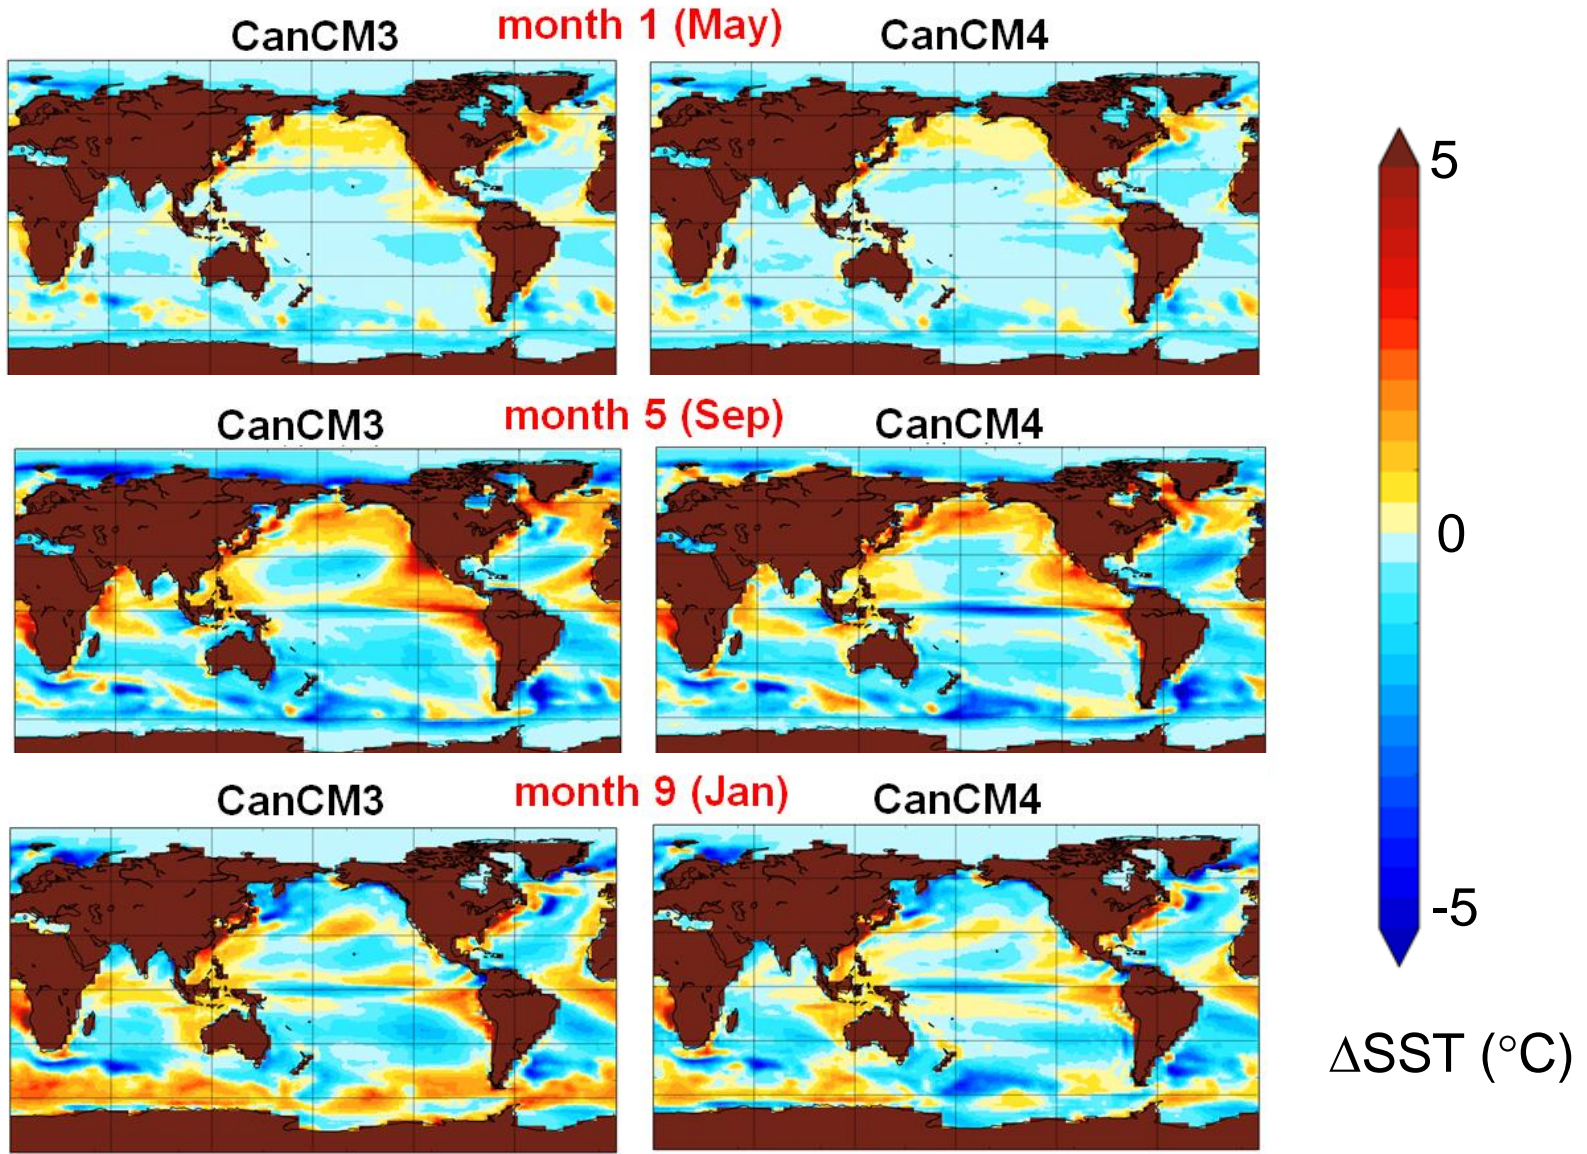 month 1 (May)
CanCM3
CanCM4
5
month 5 (Sep)
CanCM3
CanCM4
0
month 9 (Jan)
CanCM3
CanCM4
-5
ΔSST (°C)